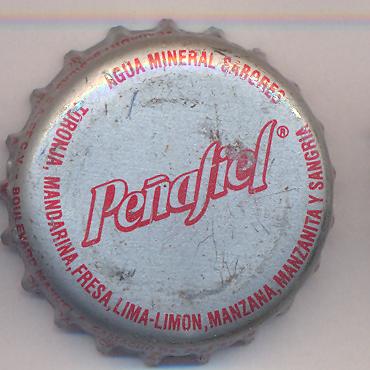 AGUA MINERAL SABORES
TORONJA, MANDARINA, FRESA, LIMA-LIMON, MANZANA, MANZANITA Y SANGRIA
Peñafiel®